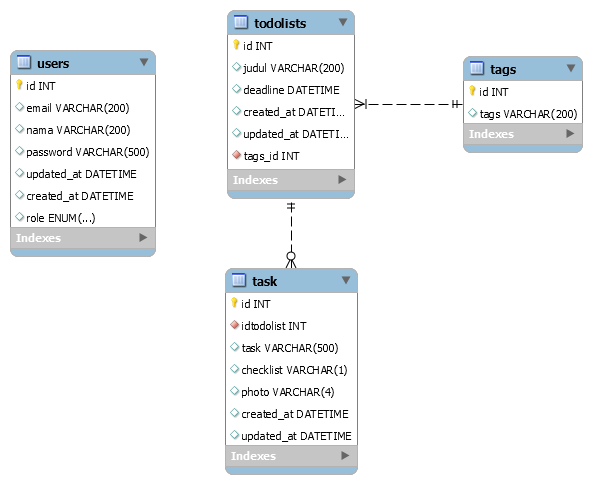 users
id INT
email VARCHAR(200)
nama VARCHAR(200)
password VARCHAR(500)
updated_at DATETIME
created_at DATETIME
role ENUM(...)
Indexes
todolists
id INT
judul VARCHAR(200)
deadline DATETIME
created_at DATETI...
updated_at DATETI...
tags_id INT
Indexes
tags
id INT
tags VARCHAR(200)
Indexes
task
id INT
idtodolist INT
task VARCHAR(500)
checklist VARCHAR(1)
photo VARCHAR(4)
created_at DATETIME
updated_at DATETIME
Indexes